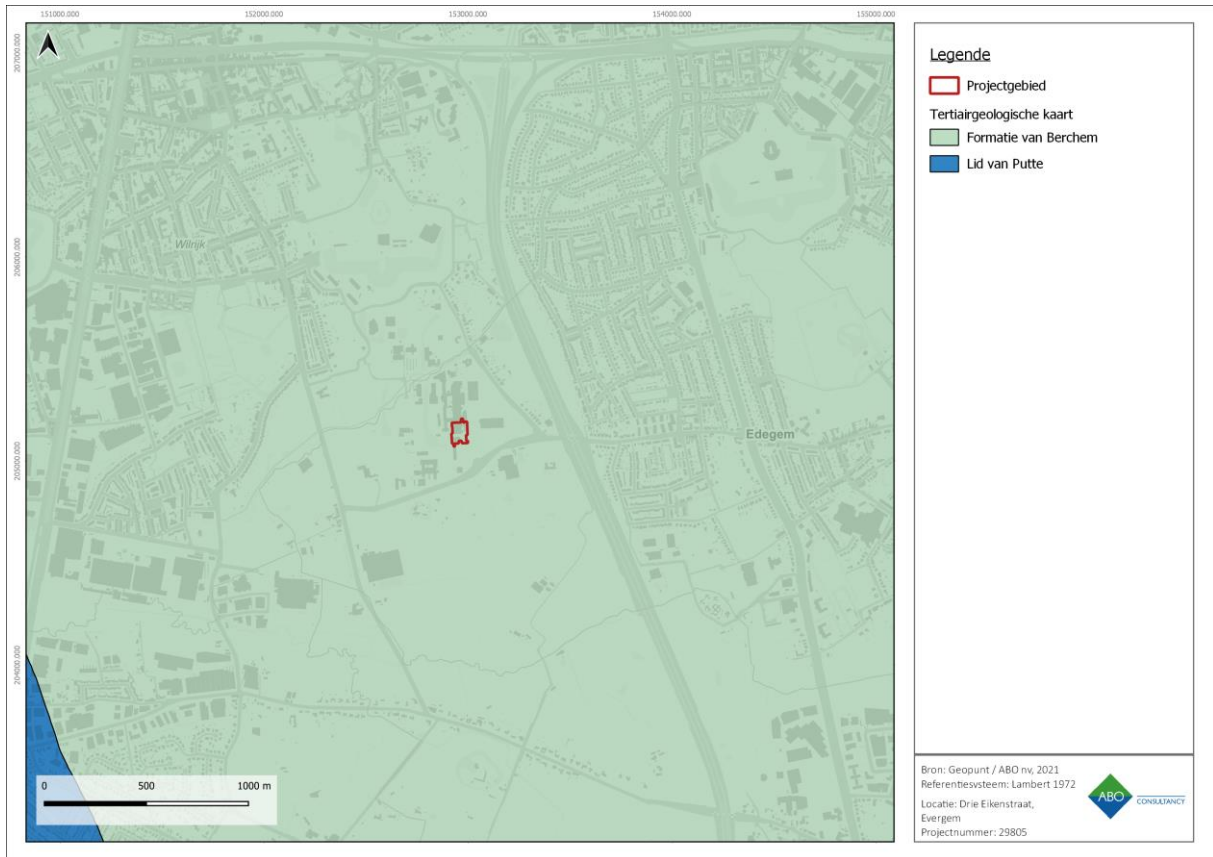 151000.000 152000.000 153000.000 154000.000 155000.000
207000.000
206000.000
205000.000
204000.000
Wilrijk
Edegem
0 500 1000 m
Legende
Projectgebied
Tertiairgeologische kaart
Formatie van Berchem
Lid van Putte
Bron: Geopunt / ABO nv, 2021
Referentiesysteem: Lambert 1972
Locatie: Drie Eikenstraat,
Evergem
Projectnummer: 29805
ABO CONSULTANCY